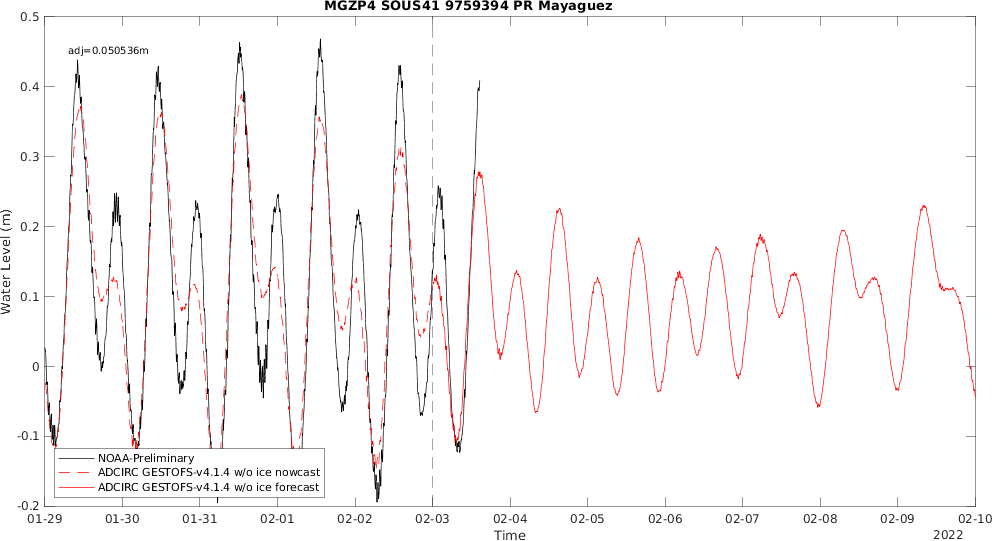 MGZP4 SOUS41 9759394 PR Mayaguez
adj=0.050536m
0.5
0.4
0.3
0.2
0.1
0
-0.1
-0.2
Water Level (m)
NOAA-Preliminary
ADCIRC GESTOFS-v4.1.4 w/o ice nowcast
ADCIRC GESTOFS-v4.1.4 w/o ice forecast
01-29 01-30 01-31 02-01 02-02 02-03 02-04 02-05 02-06 02-07 02-08 02-09 02-10
Time
2022